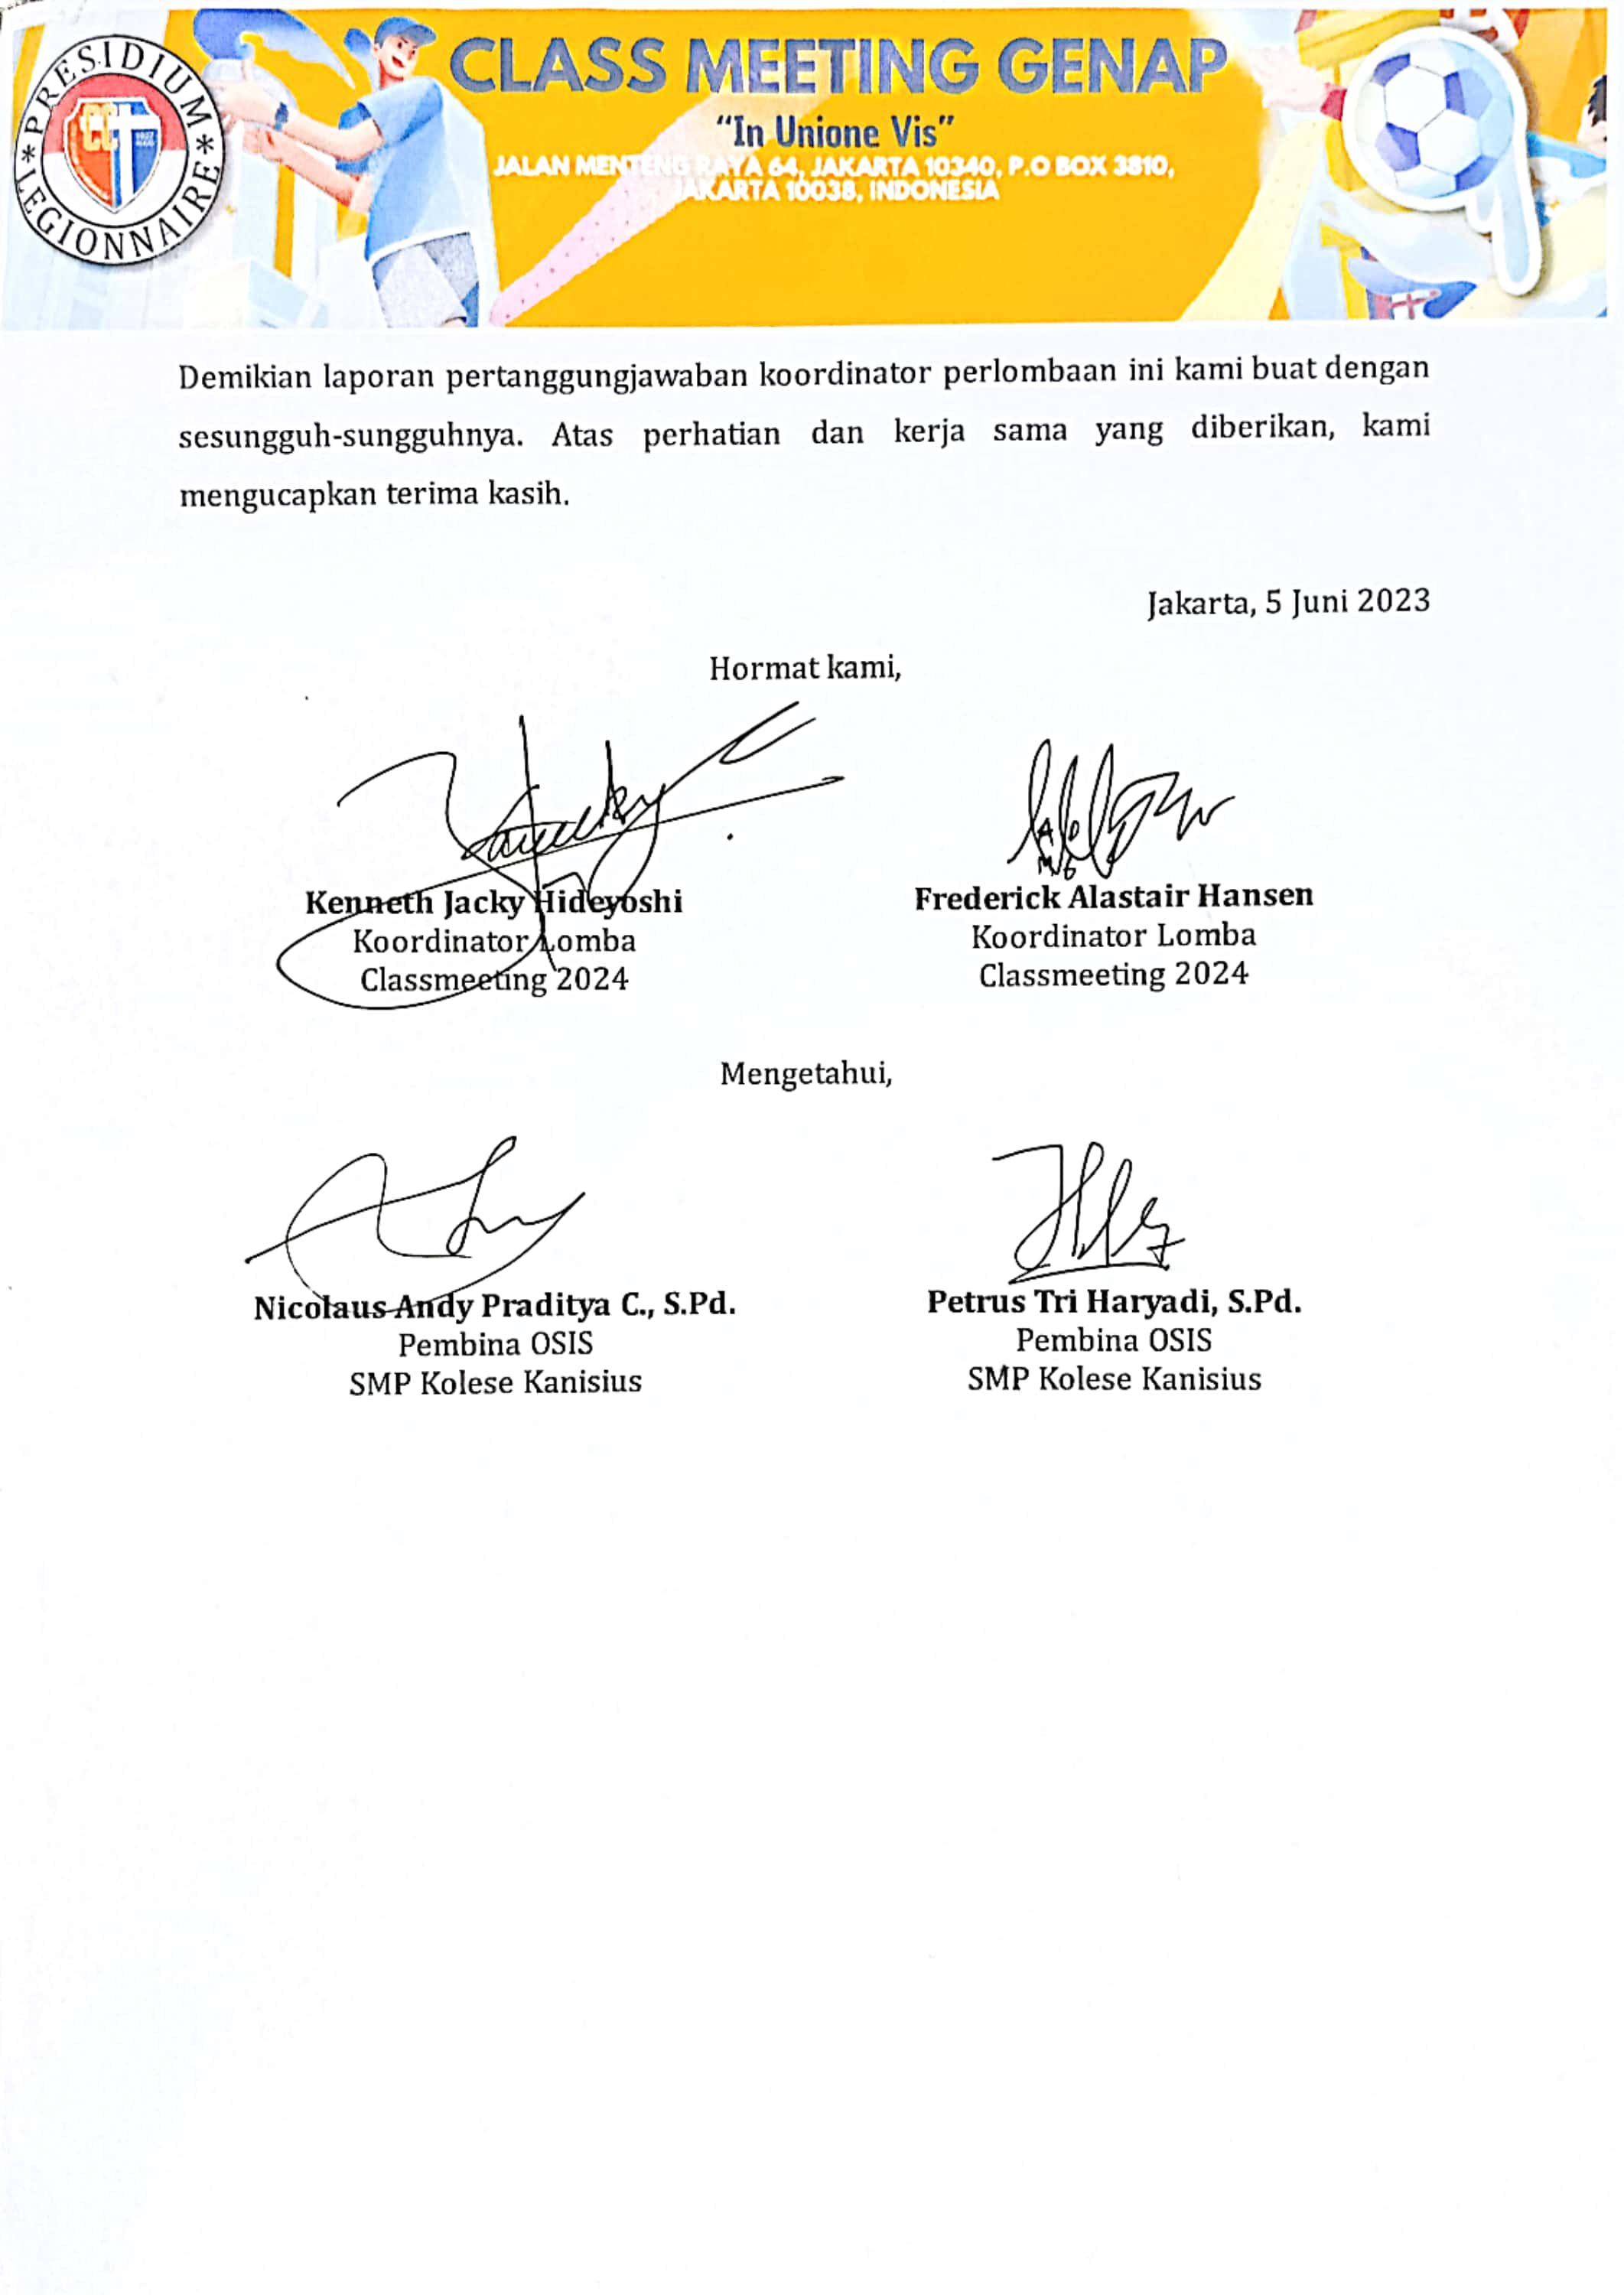 PRESIDIUM
LEGIONNAIRE
CC
CLASS MEETING GENAP
“In Unione Vis”
JALAN MENTENG RAYA 64, JAKARTA 10340, P.O BOX 3810,
JAKARTA 10038, INDONESIA
Demikian laporan pertanggungjawaban koordinator perlombaan ini kami buat dengan
sesungguh-sungguhnya. Atas perhatian dan kerja sama yang diberikan, kami
mengucapkan terima kasih.
Jakarta, 5 Juni 2023
Hormat kami,
Kenneth Jacky Hideyoshi
Koordinator Lomba
Classmeeting 2024
Frederick Alastair Hansen
Koordinator Lomba
Classmeeting 2024
Mengetahui,
Nicolaus Andy Praditya C., S.Pd.
Pembina OSIS
SMP Kolese Kanisius
Petrus Tri Haryadi, S.Pd.
Pembina OSIS
SMP Kolese Kanisius